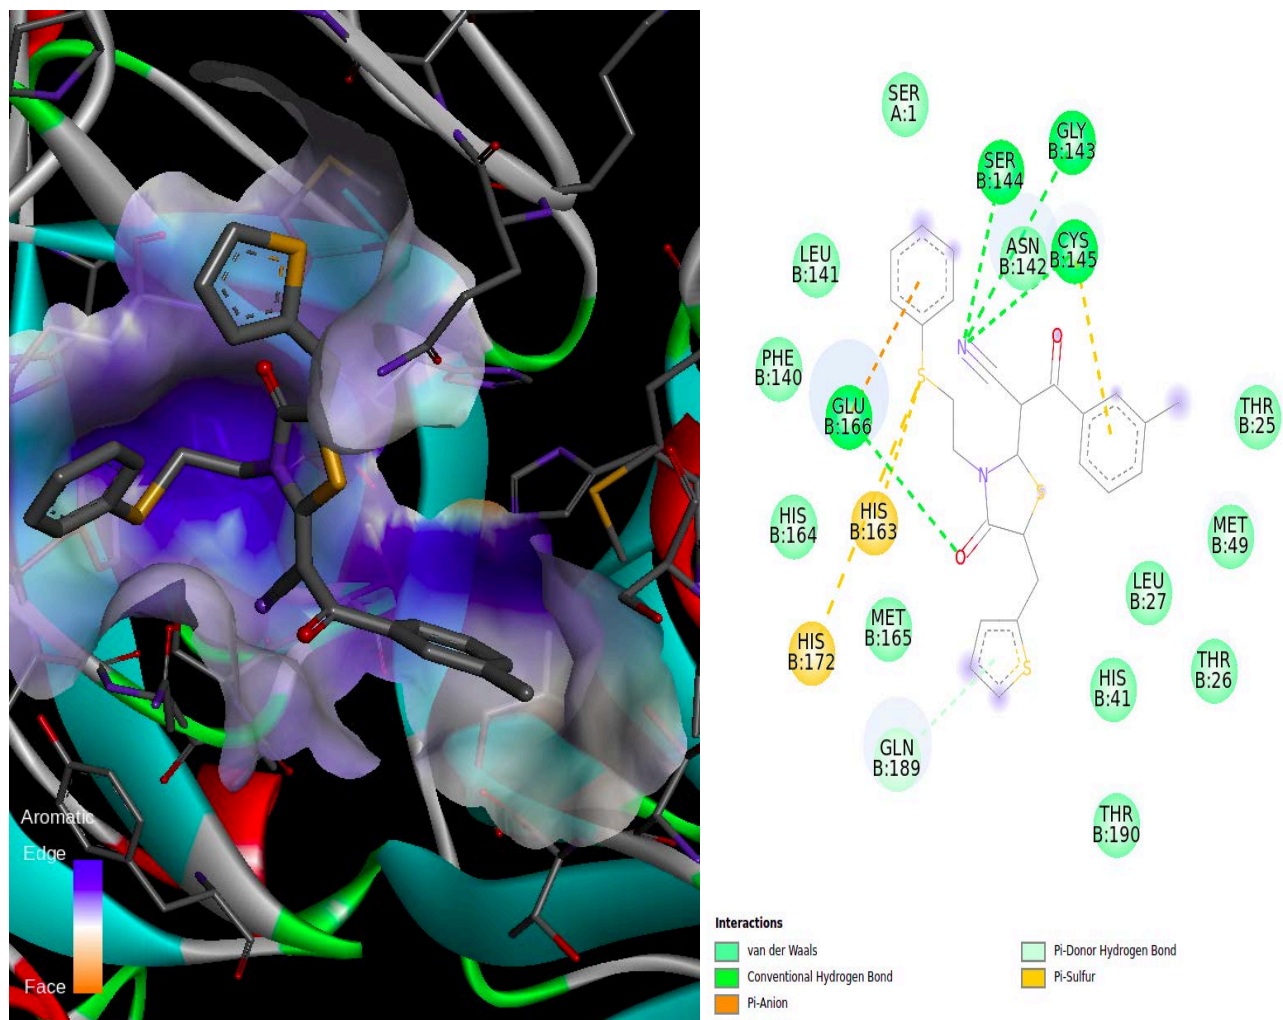 Aromatic
Edge
Face
SER
A:1
GLY
B:143
SER
B:144
ASN
B:142
CYS
B:145
LEU
B:141
PHE
B:140
GLU
B:166
THR
B:25
HIS
B:164
HIS
B:163
MET
B:49
LEU
B:27
MET
B:165
HIS
B:172
THR
B:26
HIS
B:41
GLN
B:189
THR
B:190
N
O
S
N
S
O
S
Interactions
van der Waals
Conventional Hydrogen Bond
Pi-Anion
Pi-Donor Hydrogen Bond
Pi-Sulfur